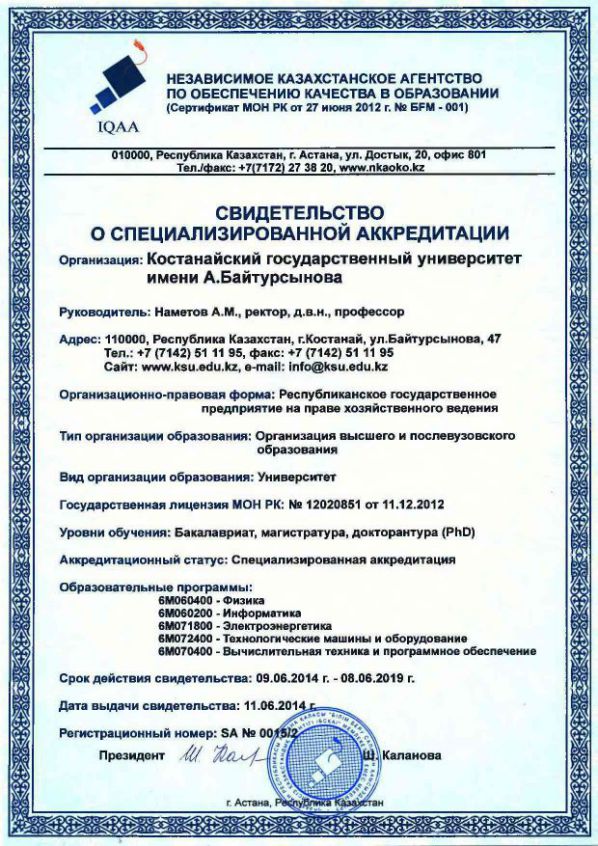 IQAA
НЕЗАВИСИМОЕ КАЗАХСТАНСКОЕ АГЕНТСТВО
ПО ОБЕСПЕЧЕНИЮ КАЧЕСТВА В ОБРАЗОВАНИИ
(Сертификат МОН РК от 27 июня 2012 г. № БFM - 001)
010000, Республика Казахстан, г. Астана, ул. Достык, 20, офис 801
Тел./факс: +7(7172) 27 38 20, www.nkaoko.kz
СВИДЕТЕЛЬСТВО
О СПЕЦИАЛИЗИРОВАННОЙ АККРЕДИТАЦИИ
Организация: Костанайский государственный университет
имени А.Байтурсынова
Руководитель: Наметов А.М., ректор, д.в.н., профессор
Адрес: 110000, Республика Казахстан, г.Костанай, ул.Байтурсынова, 47
Тел.: +7 (7142) 51 11 95, факс: +7 (7142) 51 11 95
Сайт: www.ksu.edu.kz, e-mail: info@ksu.edu.kz
Организационно-правовая форма: Республиканское государственное
предприятие на праве хозяйственного ведения
Тип организации образования: Организация высшего и послевузовского
образования
Вид организации образования: Университет
Государственная лицензия МОН РК: № 12020851 от 11.12.2012
Уровни обучения: Бакалавриат, магистратура, докторантура (PhD)
Аккредитационный статус: Специализированная аккредитация
Образовательные программы:
6М060400 - Физика
6М060200 - Информатика
6М071800 - Электроэнергетика
6М072400 - Технологические машины и оборудование
6М070400 - Вычислительная техника и программное обеспечение
Срок действия свидетельства: 09.06.2014 г. - 08.06.2019 г.
Дата выдачи свидетельства: 11.06.2014 г.
Регистрационный номер: SA № 0015/2
Президент Щ. Каланова
г. Астана, Республика Казахстан